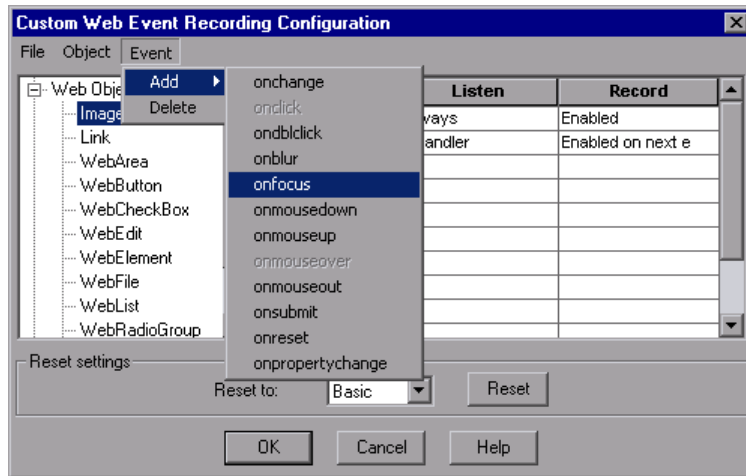 Custom Web Event Recording Configuration
File Object Event
Add
Delete
onchange
onclick
ondblclick
onblur
onfocus
onmousedown
onmouseup
onmouseover
onmouseout
onsubmit
onreset
onpropertychange
Web Obje
Image
Link
WebArea
WebButton
WebCheckBox
WebEdit
WebElement
WebFile
WebList
WebRadioGroup
Listen Record
ways Enabled
andler Enabled on next e
Reset settings
Reset to: Basic Reset
OK Cancel Help